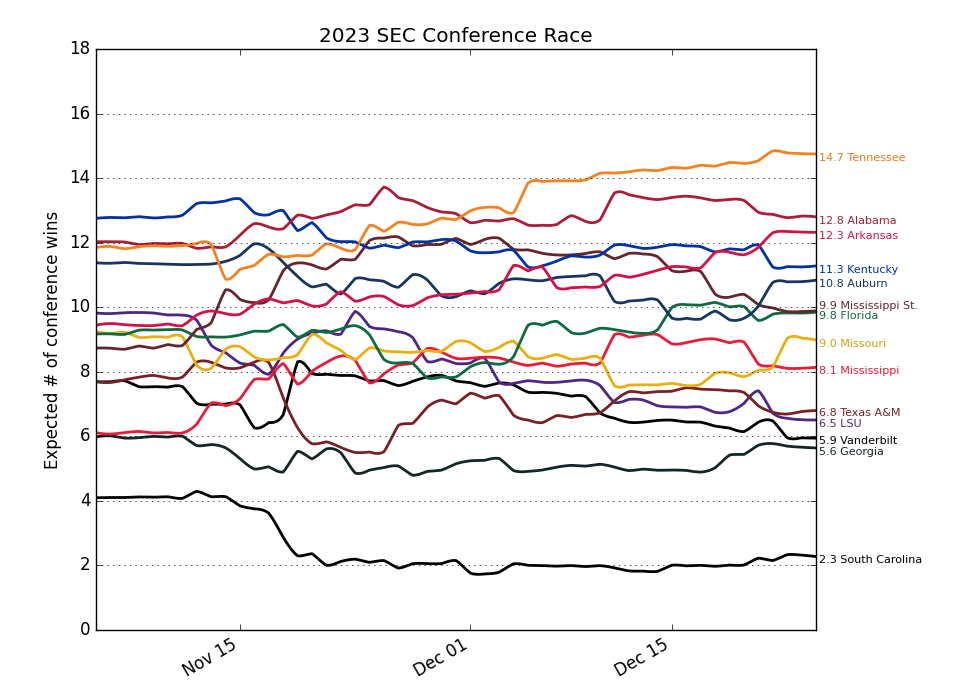 2023 SEC Conference Race
Expected # of conference wins
18
16
14
12
10
8
6
4
2
0
Nov 15
Dec 01
Dec 15
14.7 Tennessee
12.8 Alabama
12.3 Arkansas
11.3 Kentucky
10.8 Auburn
9.9 Mississippi St.
9.8 Florida
9.0 Missouri
8.1 Mississippi
6.8 Texas A&M
6.5 LSU
5.9 Vanderbilt
5.6 Georgia
2.3 South Carolina